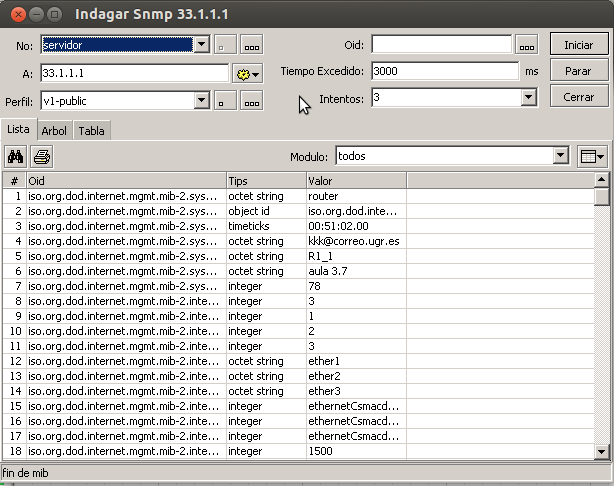 Indagar Snmp 33.1.1.1
No: servidor Oid: Iniciar
A: 33.1.1.1 Tiempo Excedido: 3000 ms Parar
Perfil: v1-public Intentos: 3 Cerrar
Lista Arbol Tabla
Modulo: todos
# Oid Tips Valor
1 iso.org.dod.internet.mgmt.mib-2.sys... octet string router
2 iso.org.dod.internet.mgmt.mib-2.sys... object id iso.org.dod.inte...
3 iso.org.dod.internet.mgmt.mib-2.sys... timeticks 00:51:02.00
4 iso.org.dod.internet.mgmt.mib-2.sys... octet string kkk@correo.ugr.es
5 iso.org.dod.internet.mgmt.mib-2.sys... octet string R1_1
6 iso.org.dod.internet.mgmt.mib-2.sys... octet string aula 3.7
7 iso.org.dod.internet.mgmt.mib-2.sys... integer 78
8 iso.org.dod.internet.mgmt.mib-2.inte... integer 3
9 iso.org.dod.internet.mgmt.mib-2.inte... integer 1
10 iso.org.dod.internet.mgmt.mib-2.inte... integer 2
11 iso.org.dod.internet.mgmt.mib-2.inte... integer 3
12 iso.org.dod.internet.mgmt.mib-2.inte... octet string ether1
13 iso.org.dod.internet.mgmt.mib-2.inte... octet string ether2
14 iso.org.dod.internet.mgmt.mib-2.inte... octet string ether3
15 iso.org.dod.internet.mgmt.mib-2.inte... integer ethernetCsmacd...
16 iso.org.dod.internet.mgmt.mib-2.inte... integer ethernetCsmacd...
17 iso.org.dod.internet.mgmt.mib-2.inte... integer ethernetCsmacd...
18 iso.org.dod.internet.mgmt.mib-2.inte... integer 1500
fin de mib